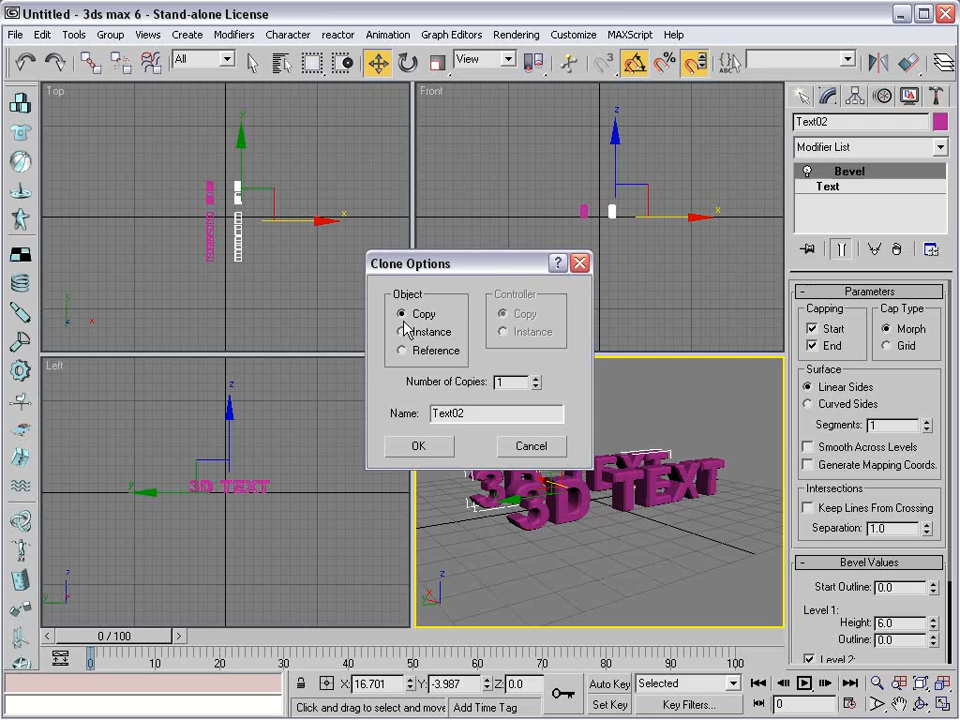 Untitled - 3ds max 6 - Stand-alone License
File Edit Tools Group Views Create Modifiers Character reactor Animation Graph Editors Rendering Customize MAXScript Help
All
View
3
%
ABC
Top
y
x
y
x
Front
z
x
Left
z
y
3D TEXT
z
y
3D TEXT
3D TEXT
z
x
Clone Options
?
Object
Controller
Copy
Copy
Instance
Instance
Reference
Number of Copies: 1
Name: Text02
OK
Cancel
Text02
Modifier List
Bevel
Text
- Parameters
Capping
Cap Type
Start
Morph
End
Grid
Surface
Linear Sides
Curved Sides
Segments: 1
Smooth Across Levels
Generate Mapping Coords.
Intersections
Keep Lines From Crossing
Separation: 1.0
- Bevel Values
Start Outline: 0.0
Level 1:
Height: 6.0
Outline: 0.0
Level 2:
< 0 / 100 >
0 10 20 30 40 50 60 70 80 90 100
X: 16.701 Y: -3.987 Z: 0.0
Auto Key Selected
Click and drag to select and move
Add Time Tag
Set Key Key Filters...
0